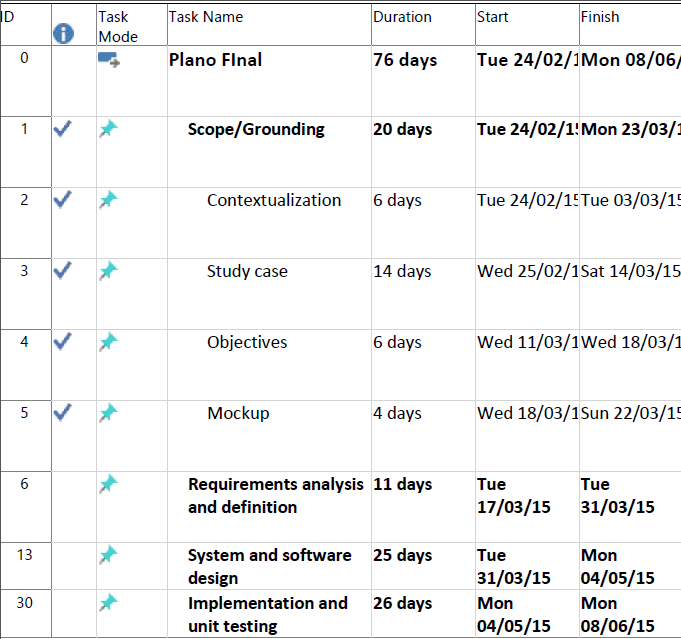 ID Task Mode Task Name Duration Start Finish
0 Plano FInal 76 days Tue 24/02/1 Mon 08/06/
1 Scope/Grounding 20 days Tue 24/02/15 Mon 23/03/1
2 Contextualization 6 days Tue 24/02/15 Tue 03/03/15
3 Study case 14 days Wed 25/02/1 Sat 14/03/15
4 Objectives 6 days Wed 11/03/1 Wed 18/03/1
5 Mockup 4 days Wed 18/03/1 Sun 22/03/15
6 Requirements analysis 11 days Tue Tue
and definition 17/03/15 31/03/15
13 System and software 25 days Tue Mon
design 31/03/15 04/05/15
30 Implementation and 26 days Mon Mon
unit testing 04/05/15 08/06/15